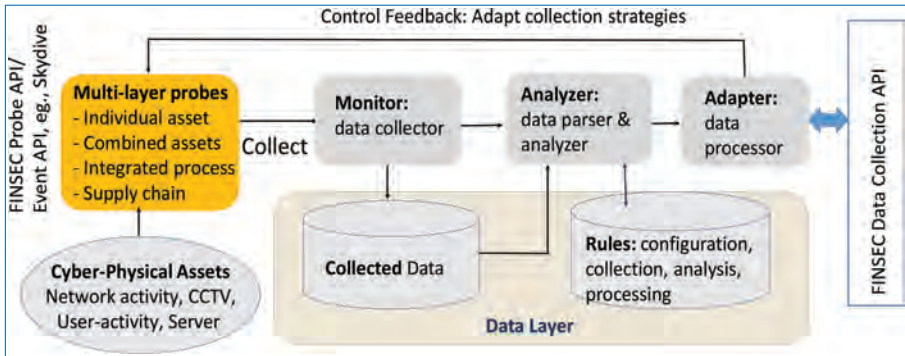 Control Feedback: Adapt collection strategies
FINSEC Probe API/
Event API, eg., Skydive
Multi-layer probes
- Individual asset
- Combined assets
- Integrated process
- Supply chain
Collect
Monitor:
data collector
Analyzer:
data parser &
analyzer
Adapter:
data
processor
FINSEC Data Collection API
Cyber-Physical Assets
Network activity, CCTV,
User-activity, Server
Collected Data
Rules: configuration,
collection, analysis,
processing
Data Layer